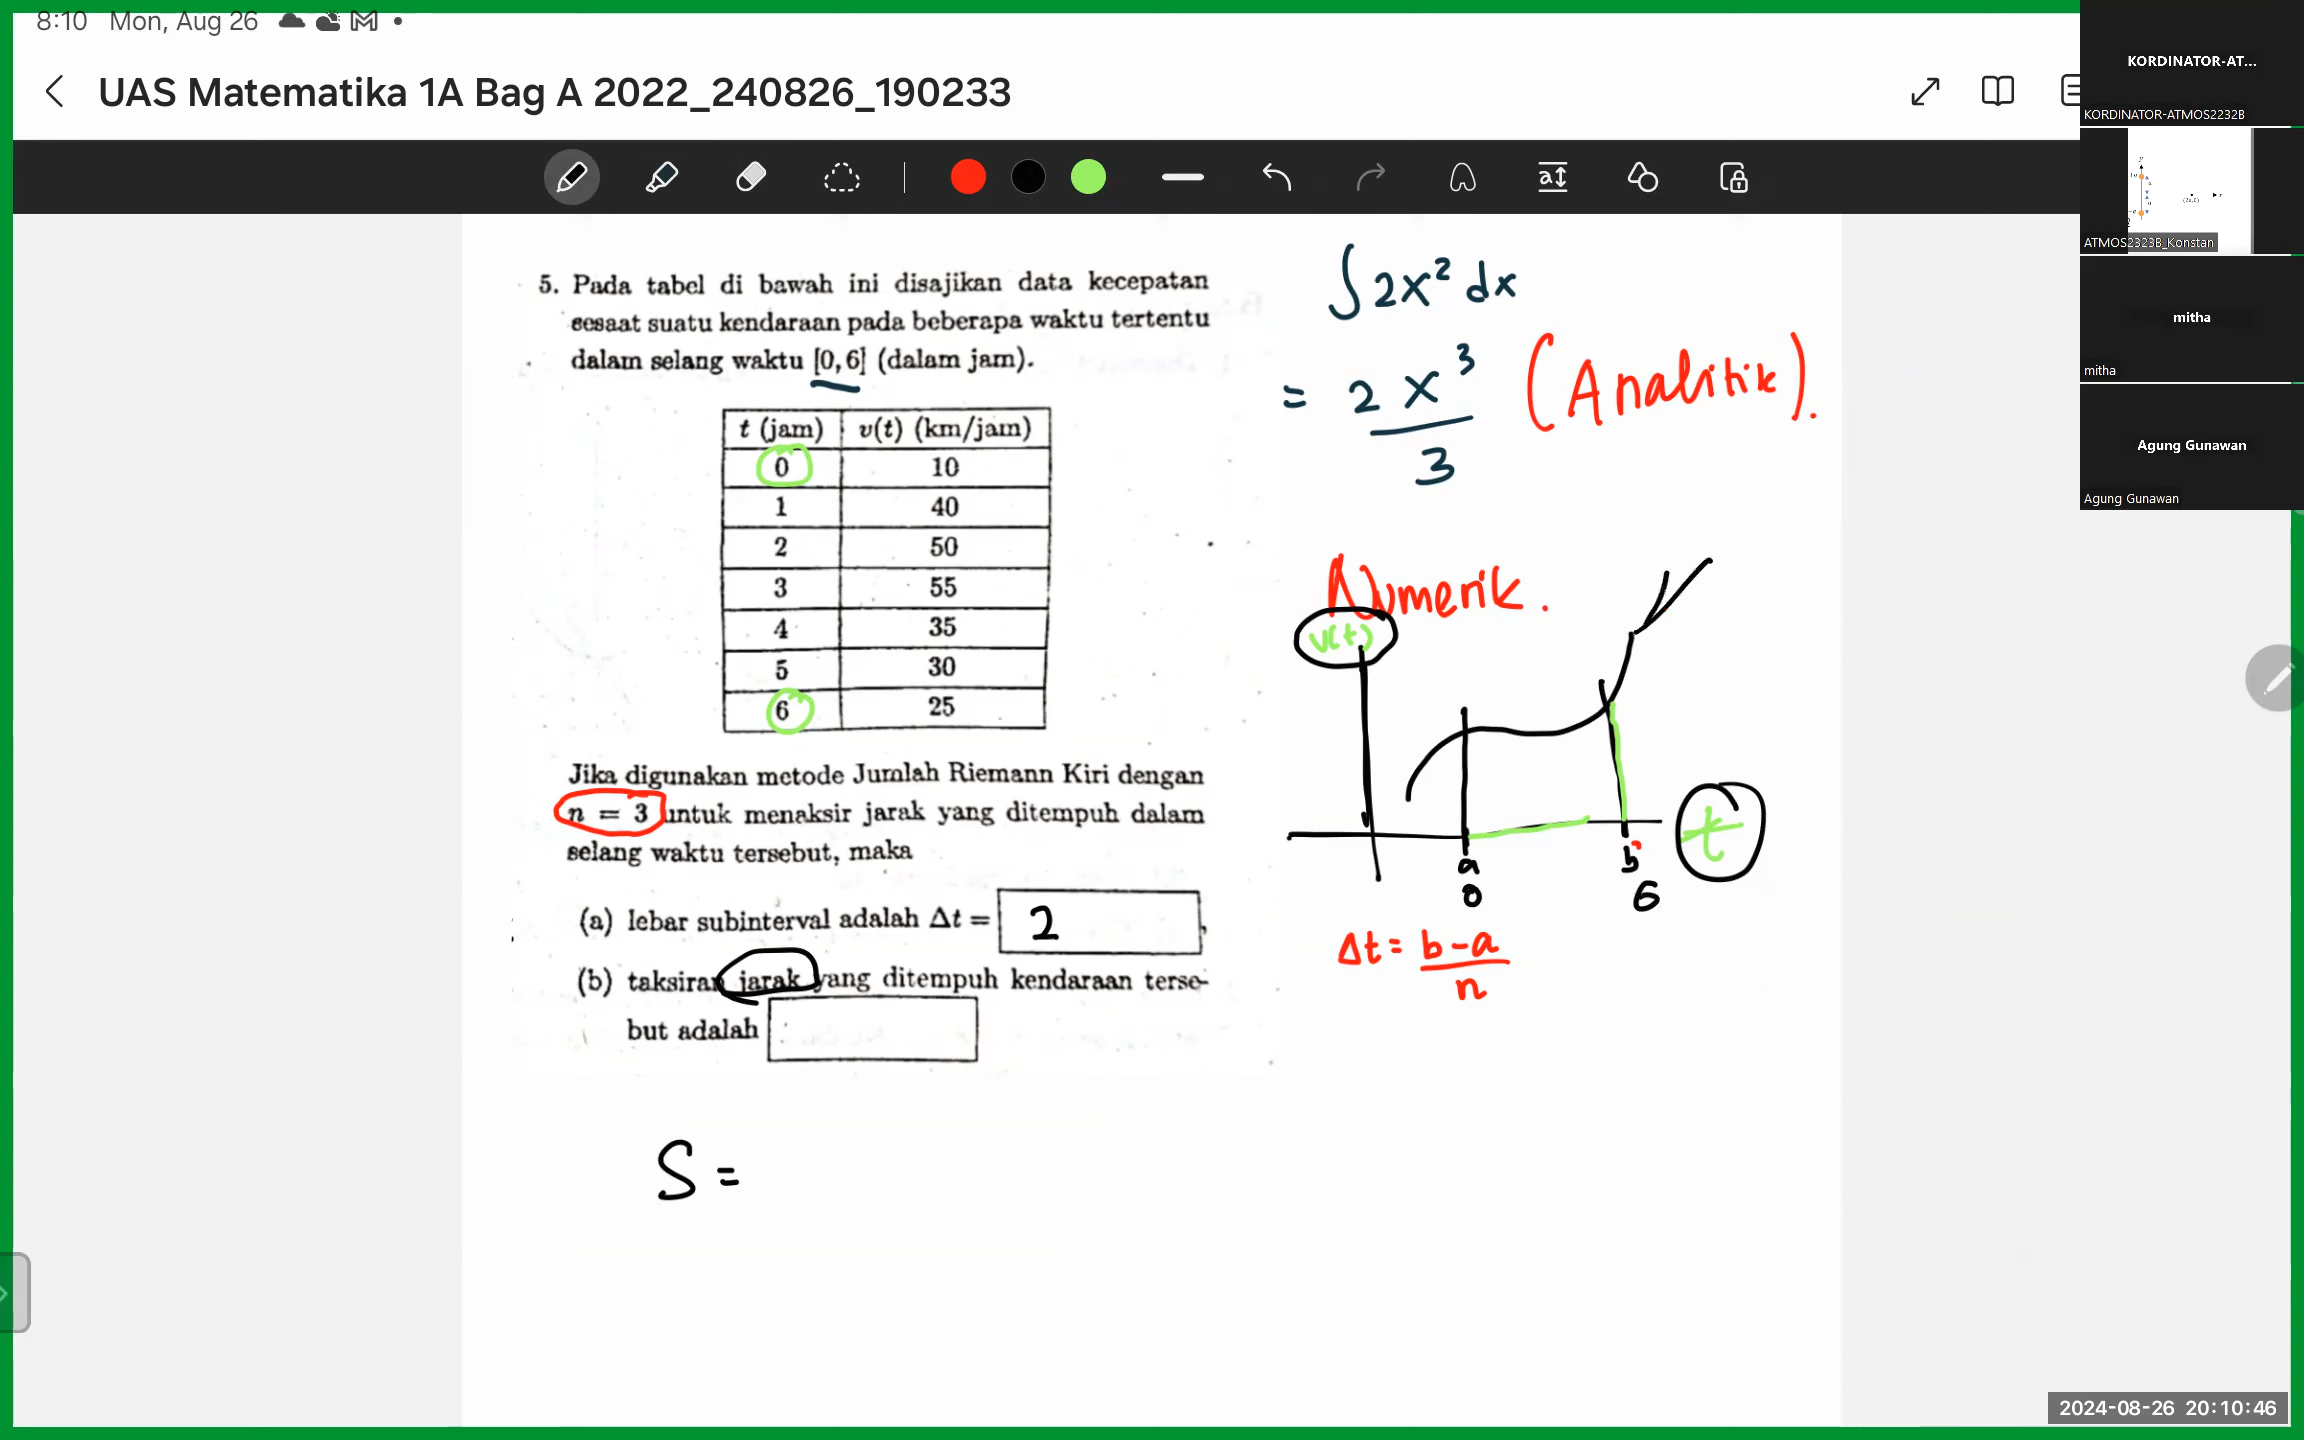 8:10 Mon, Aug 26
UAS Matematika 1A Bag A 2022_240826_190233
5. Pada tabel di bawah ini disajikan data kecepatan
sesaat suatu kendaraan pada beberapa waktu tertentu
dalam selang waktu [0, 6] (dalam jam).
t (jam) v(t) (km/jam)
0 10
1 40
2 50
3 55
4 35
5 30
6 25
Jika digunakan metode Jumlah Riemann Kiri dengan
n = 3 untuk menaksir jarak yang ditempuh dalam
selang waktu tersebut, maka
(a) lebar subinterval adalah Δt = 2,
(b) taksiran jarak yang ditempuh kendaraan terse-
but adalah
S =
∫ 2x² dx
= 2x³/3 (Analitik).
Numerik.
v(t)
t
a b
0 6
Δt = b-a/n
KORDINATOR-AT...
KORDINATOR-ATMOS2232B
ATMOS2323B_Konstan
mitha
mitha
Agung Gunawan
Agung Gunawan
2024-08-26 20:10:46